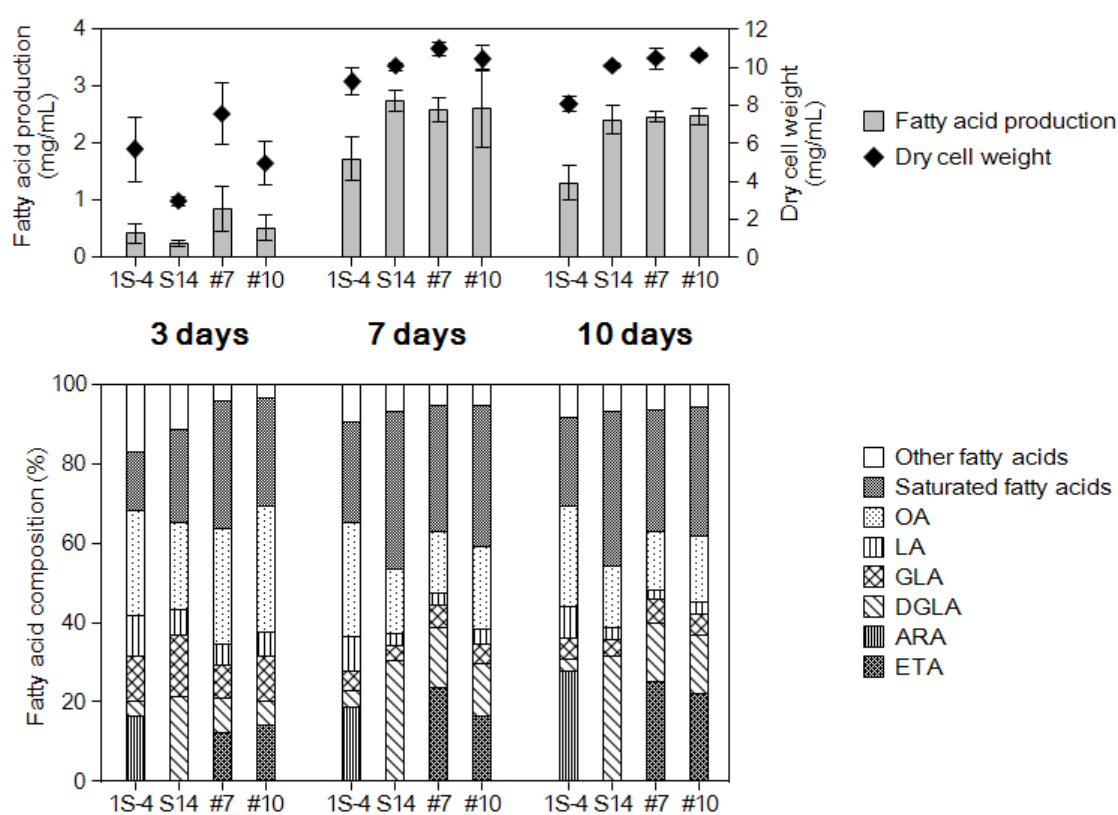 Fatty acid production
(mg/mL)
4
3
2
1
0
12
10
8
6
4
2
0
Dry cell weight
(mg/mL)
Fatty acid production
Dry cell weight
1S-4 S14 #7 #10 1S-4 S14 #7 #10 1S-4 S14 #7 #10
3 days 7 days 10 days
Fatty acid composition (%)
100
80
60
40
20
0
Other fatty acids
Saturated fatty acids
OA
LA
GLA
DGLA
ARA
ETA
1S-4 S14 #7 #10 1S-4 S14 #7 #10 1S-4 S14 #7 #10